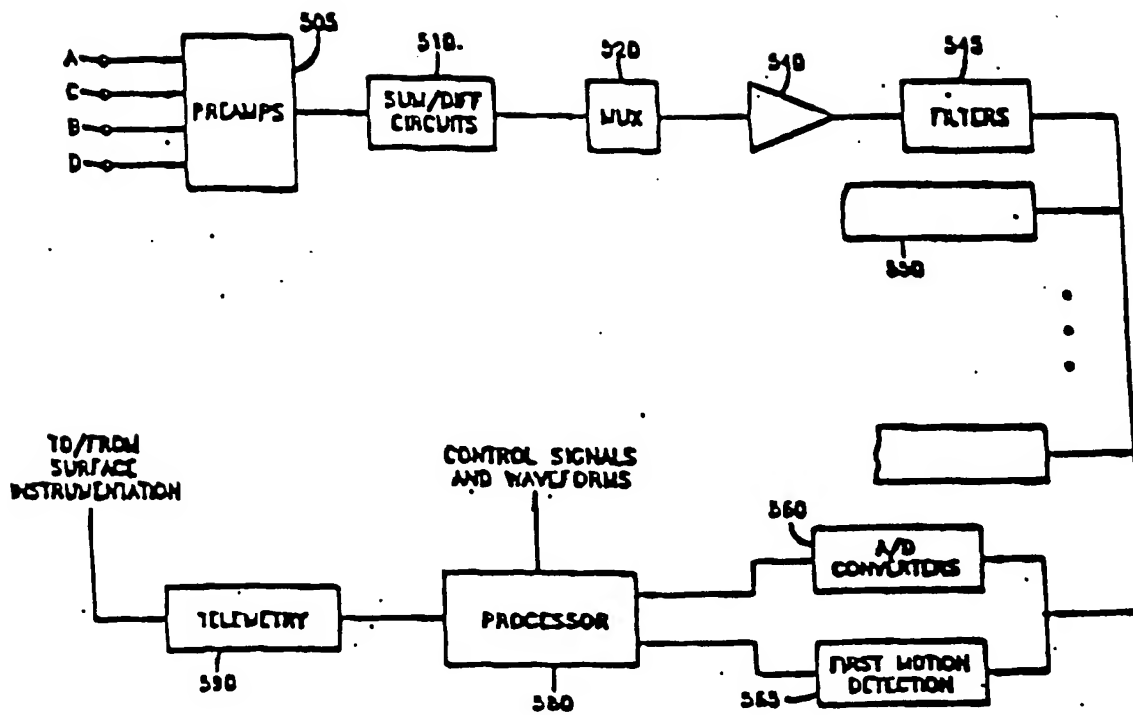 505
A
C
B
D
PREAMPS
510.
SUM/DIFF
CIRCUITS
520
MUX
540
545
FILTERS
550
TO/FROM
SURFACE
INSTRUMENTATION
CONTROL SIGNALS
AND WAVEFORMS
560
A/D
CONVERTERS
TELEMETRY
590
PROCESSOR
580
FIRST MOTION
DETECTION
565